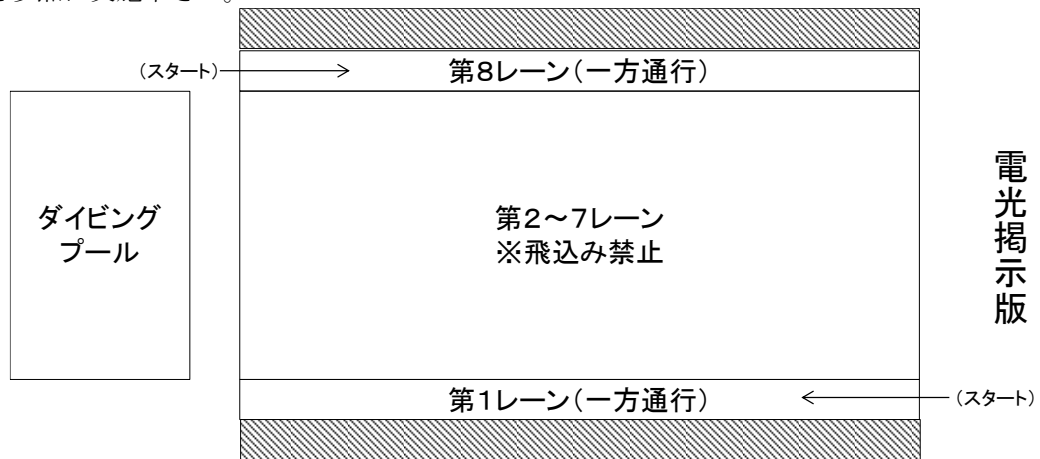 (スタート)
第8レーン(一方通行)
ダイビング
プール
第2~7レーン
※飛込み禁止
電光掲示版
第1レーン(一方通行)
(スタート)